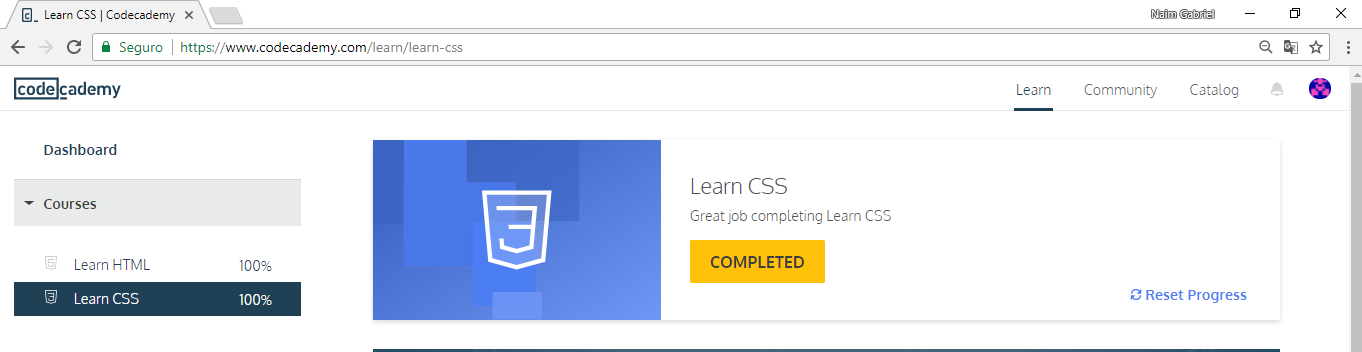 Learn CSS | Codecademy
Naim Gabriel
Seguro https://www.codecademy.com/learn/learn-css
codecademy
Learn Community Catalog
Dashboard
Courses
Learn HTML 100%
Learn CSS 100%
Learn CSS
Great job completing Learn CSS
COMPLETED
Reset Progress